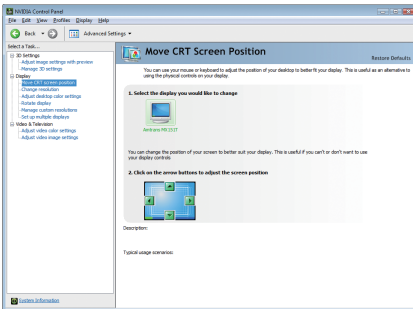 NVIDIA Control Panel
File Edit View Profiles Display Help
Back Advanced Settings
Select a Task...
3D Settings
Adjust image settings with preview
Manage 3D settings
Display
Move CRT screen position
Change resolution
Adjust desktop color settings
Rotate display
Manage custom resolutions
Set up multiple displays
Video & Television
Adjust video color settings
Adjust video image settings
System Information
Move CRT Screen Position
Restore Defaults
You can use your mouse or keyboard to adjust the position of your desktop to better fit your display. This is useful as an alternative to
using the physical controls on your display.
1. Select the display you would like to change
You can change the position of your screen to better suit your display. This is useful if you can't or don't want to use
your display controls
2. Click on the arrow buttons to adjust the screen position
Description:
Typical usage scenarios: